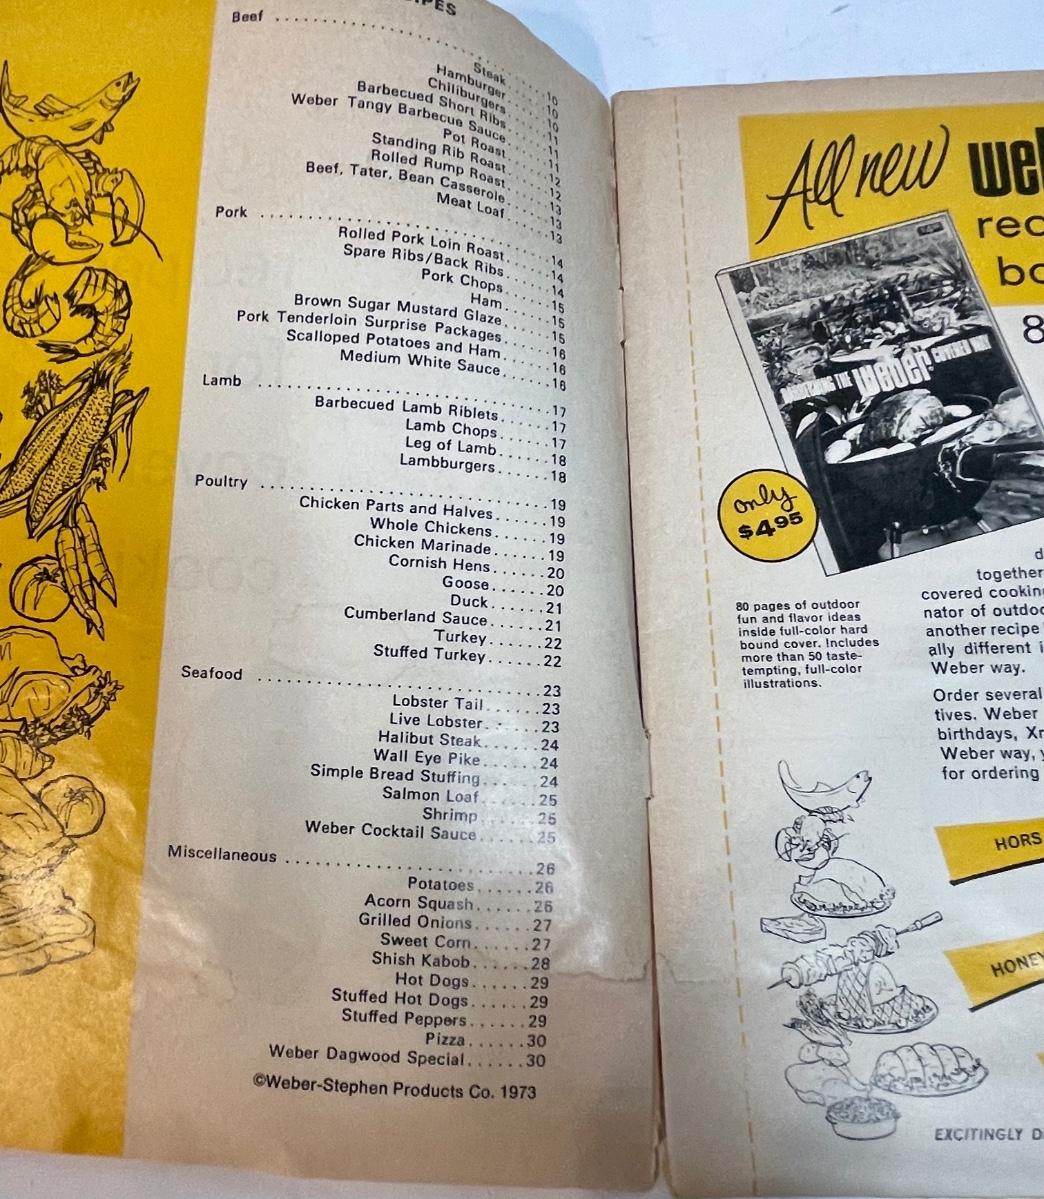 Beef
Steak ......10
Hamburger ......10
Chiliburgers ......10
Barbecued Short Ribs ......11
Weber Tangy Barbecue Sauce ......11
Pot Roast ......11
Standing Rib Roast ......12
Rolled Rump Roast ......12
Beef, Tater, Bean Casserole ......13
Meat Loaf ......13
Pork ......14
Rolled Pork Loin Roast ......14
Spare Ribs/Back Ribs ......14
Pork Chops ......15
Ham ......15
Brown Sugar Mustard Glaze ......15
Pork Tenderloin Surprise Packages ......16
Scalloped Potatoes and Ham ......16
Medium White Sauce ......16
Lamb ......17
Barbecued Lamb Riblets ......17
Lamb Chops ......17
Leg of Lamb ......18
Lambburgers ......18
Poultry ......19
Chicken Parts and Halves ......19
Whole Chickens ......19
Chicken Marinade ......19
Cornish Hens ......20
Goose ......20
Duck ......21
Cumberland Sauce ......21
Turkey ......22
Stuffed Turkey ......22
Seafood ......23
Lobster Tail ......23
Live Lobster ......23
Halibut Steak ......24
Wall Eye Pike ......24
Simple Bread Stuffing ......24
Salmon Loaf ......25
Shrimp ......25
Weber Cocktail Sauce ......25
Miscellaneous ......26
Potatoes ......26
Acorn Squash ......26
Grilled Onions ......27
Sweet Corn ......27
Shish Kabob ......28
Hot Dogs ......29
Stuffed Hot Dogs ......29
Stuffed Peppers ......29
Pizza ......30
Weber Dagwood Special ......30
©Weber-Stephen Products Co. 1973
All new
only
$4.95
80 pages of outdoor
fun and flavor ideas
inside full-color hard
bound cover. Includes
more than 50 taste-
tempting, full-color
illustrations.
together
covered
nator of
another recipe
ally different
Weber way.
Order several
tives. Weber
birthdays,
Weber way,
for ordering
HORS
HONEY
EXCITINGLY